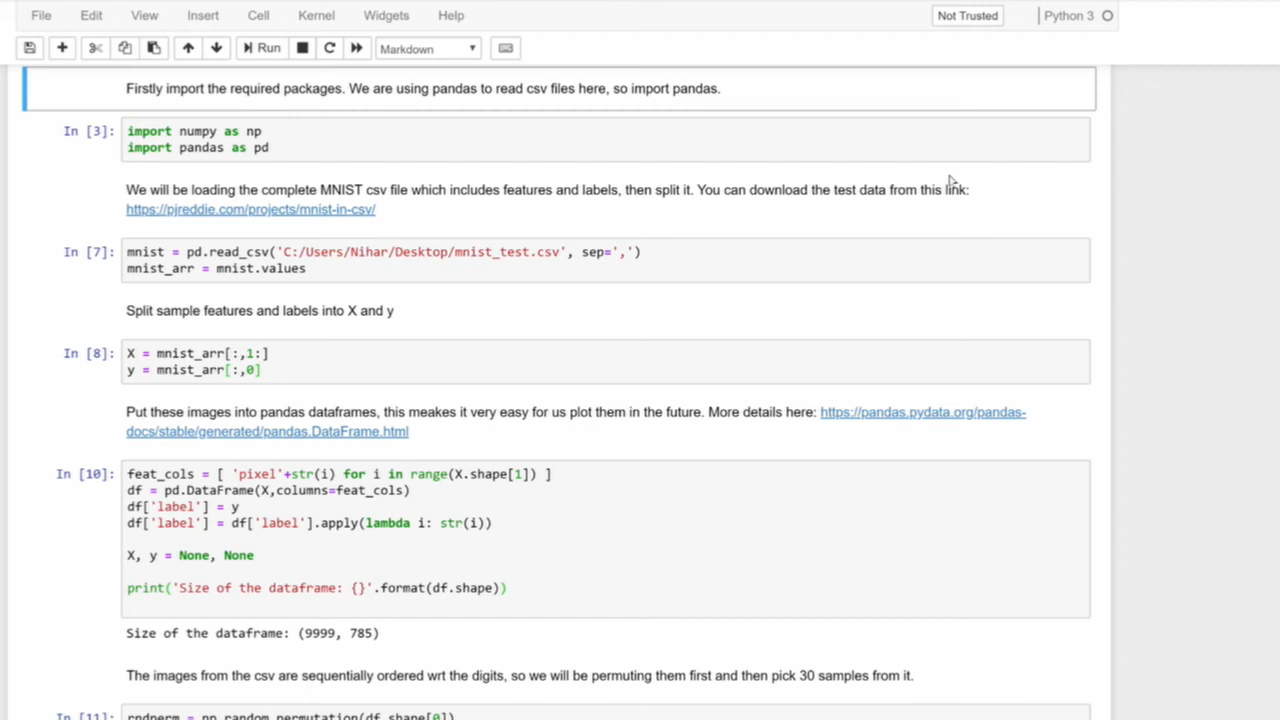 File Edit View Insert Cell Kernel Widgets Help Not Trusted Python 3
Run Markdown
Firstly import the required packages. We are using pandas to read csv files here, so import pandas.
In [3]: import numpy as np
import pandas as pd
We will be loading the complete MNIST csv file which includes features and labels, then split it. You can download the test data from this link:
https://pjreddie.com/projects/mnist-in-csv/
In [7]: mnist = pd.read_csv('C:/Users/Nihar/Desktop/mnist_test.csv', sep=',')
mnist_arr = mnist.values
Split sample features and labels into X and y
In [8]: X = mnist_arr[:,1:]
y = mnist_arr[:,0]
Put these images into pandas dataframes, this meakes it very easy for us plot them in the future. More details here: https://pandas.pydata.org/pandas-
docs/stable/generated/pandas.DataFrame.html
In [10]: feat_cols = [ 'pixel'+str(i) for i in range(X.shape[1]) ]
df = pd.DataFrame(X,columns=feat_cols)
df['label'] = y
df['label'] = df['label'].apply(lambda i: str(i))
X, y = None, None
print('Size of the dataframe: {}'.format(df.shape))
Size of the dataframe: (9999, 785)
The images from the csv are sequentially ordered wrt the digits, so we will be permuting them first and then pick 30 samples from it.
In [11]: rndperm = np.random.permutation(df.shape[0])